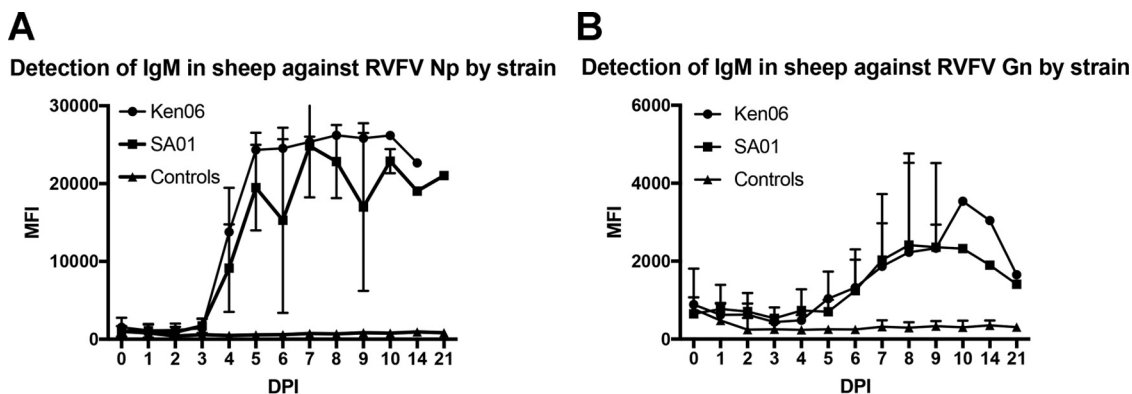 A
Detection of IgM in sheep against RVFV Np by strain
30000
20000
10000
0
MFI
Ken06
SA01
Controls
0 1 2 3 4 5 6 7 8 9 10 14 21
DPI
B
Detection of IgM in sheep against RVFV Gn by strain
6000
4000
2000
0
MFI
Ken06
SA01
Controls
0 1 2 3 4 5 6 7 8 9 10 14 21
DPI